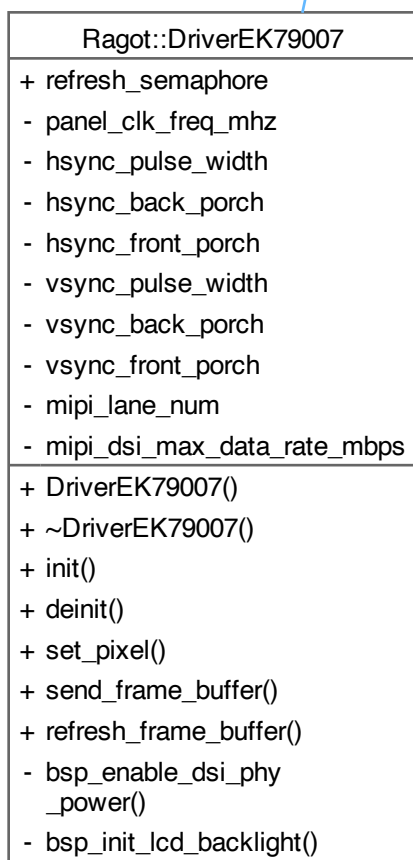 Ragot::DriverEK79007
+ refresh_semaphore
- panel_clk_freq_mhz
- hsync_pulse_width
- hsync_back_porch
- hsync_front_porch
- vsync_pulse_width
- vsync_back_porch
- vsync_front_porch
- mipi_lane_num
- mipi_dsi_max_data_rate_mbps
+ DriverEK79007()
+ ~DriverEK79007()
+ init()
+ deinit()
+ set_pixel()
+ send_frame_buffer()
+ refresh_frame_buffer()
- bsp_enable_dsi_phy
_power()
- bsp_init_lcd_backlight()